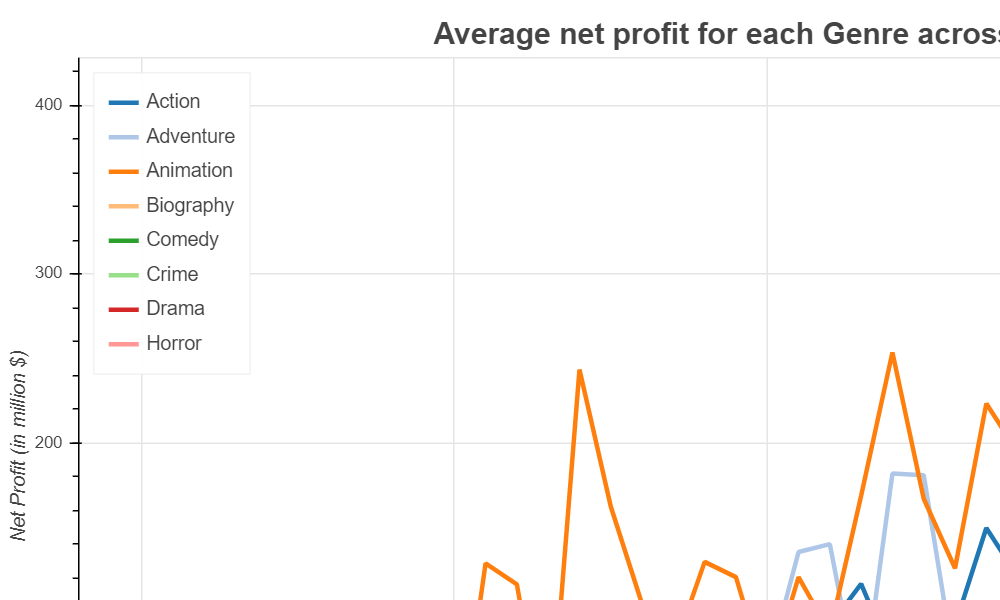 Average net profit for each Genre across
400
300
200
Net Profit (in million $)
Action
Adventure
Animation
Biography
Comedy
Crime
Drama
Horror